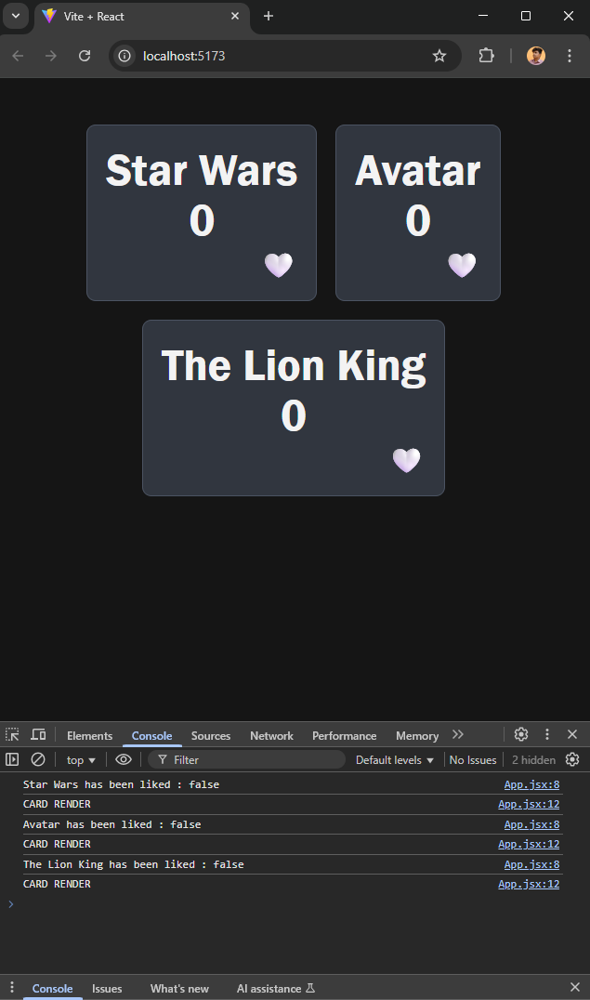 Vite + React
localhost:5173
Star Wars
0
Avatar
0
The Lion King
0
Elements Console Sources Network Performance Memory
top Filter Default levels No Issues 2 hidden
Star Wars has been liked : false App.jsx:8
CARD RENDER App.jsx:12
Avatar has been liked : false App.jsx:8
CARD RENDER App.jsx:12
The Lion King has been liked : false App.jsx:8
CARD RENDER App.jsx:12
Console Issues What's new AI assistance